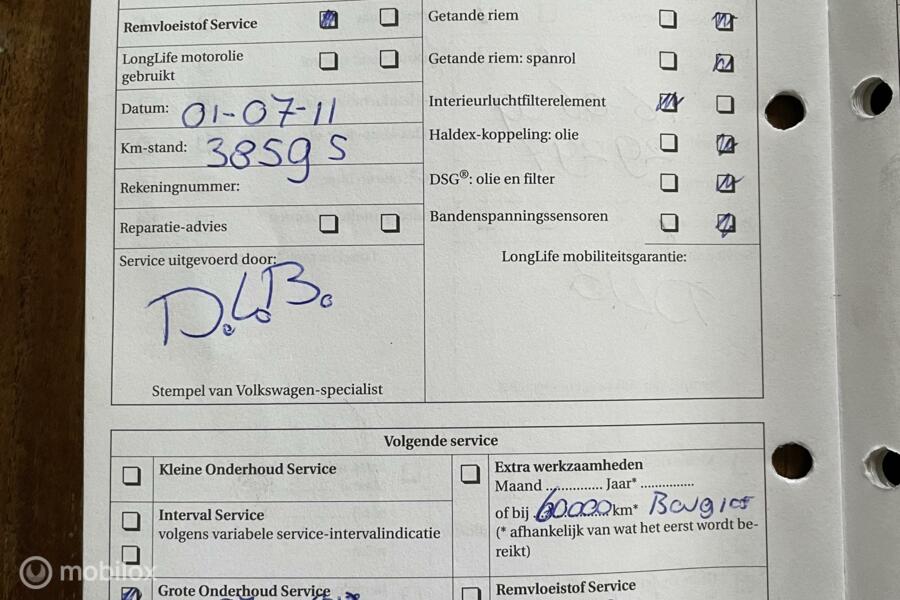 Remvloeistof Service
LongLife motorolie
gebruikt
Datum: 01-07-11
Km-stand: 38595
Rekeningnummer:
Reparatie-advies
Service uitgevoerd door:
D.L.B.
Stempel van Volkswagen-specialist
Getande riem
Getande riem: spanrol
Interieurluchtfilterelement
Haldex-koppeling: olie
DSG®: olie en filter
Bandenspanningssensoren
LongLife mobiliteitsgarantie:
Volgende service
Kleine Onderhoud Service
Interval Service
volgens variabele service-intervalindicatie
Grote Onderhoud Service
Extra werkzaamheden
Maand ............. Jaar* ...............
of bij 60.000 km* Bougies
(* afhankelijk van wat het eerst wordt be-
reikt)
Remvloeistof Service
mobilox